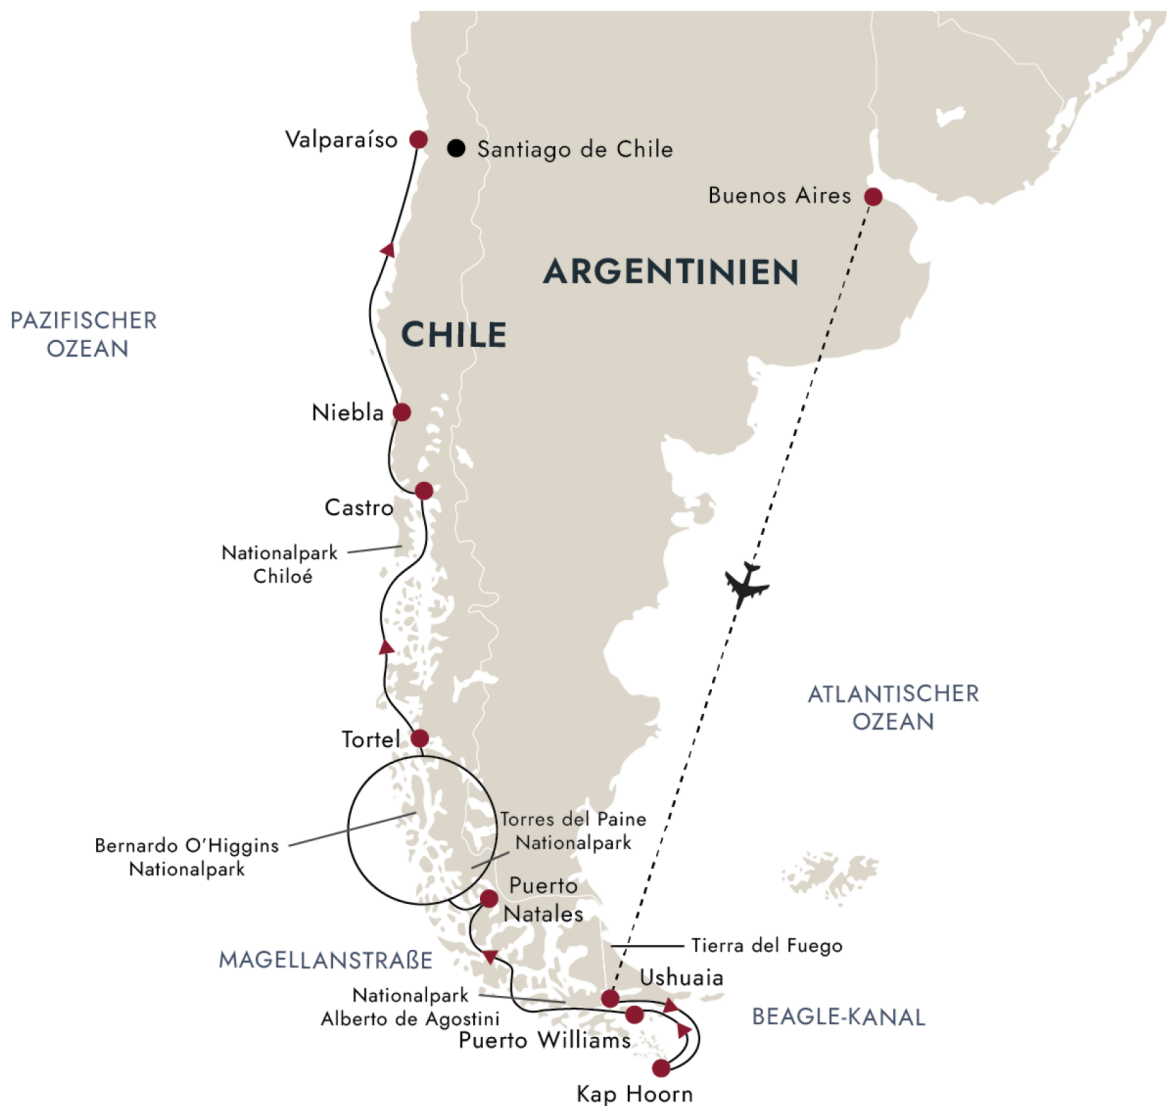 Valparaíso
Santiago de Chile
Buenos Aires
ARGENTINIEN
PAZIFISCHER
OZEAN
CHILE
Niebla
Castro
Nationalpark
Chiloé
ATLANTISCHER
OZEAN
Tortel
Torres del Paine
Nationalpark
Bernardo O'Higgins
Nationalpark
Puerto
Natales
MAGELLANSTRAßE
Tierra del Fuego
Ushuaia
Nationalpark
Alberto de Agostini
BEAGLE-KANAL
Puerto Williams
Kap Hoorn